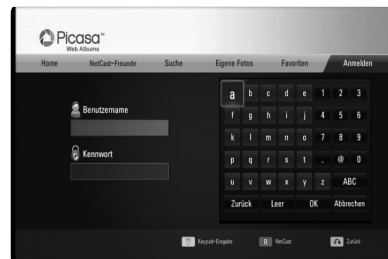 Picasa™
Web Albums
Home NetCast-Freunde Suche Eigene Fotos Favoriten Anmelden
Benutzername
Kennwort
a b c d e 1 2 3
f g h i j 4 5 6
k l m n o 7 8 9
p q r s t . @ 0
u v w x y z ABC
Zurück Leer OK Abbrechen
Keypad-Eingabe NetCast Zurück